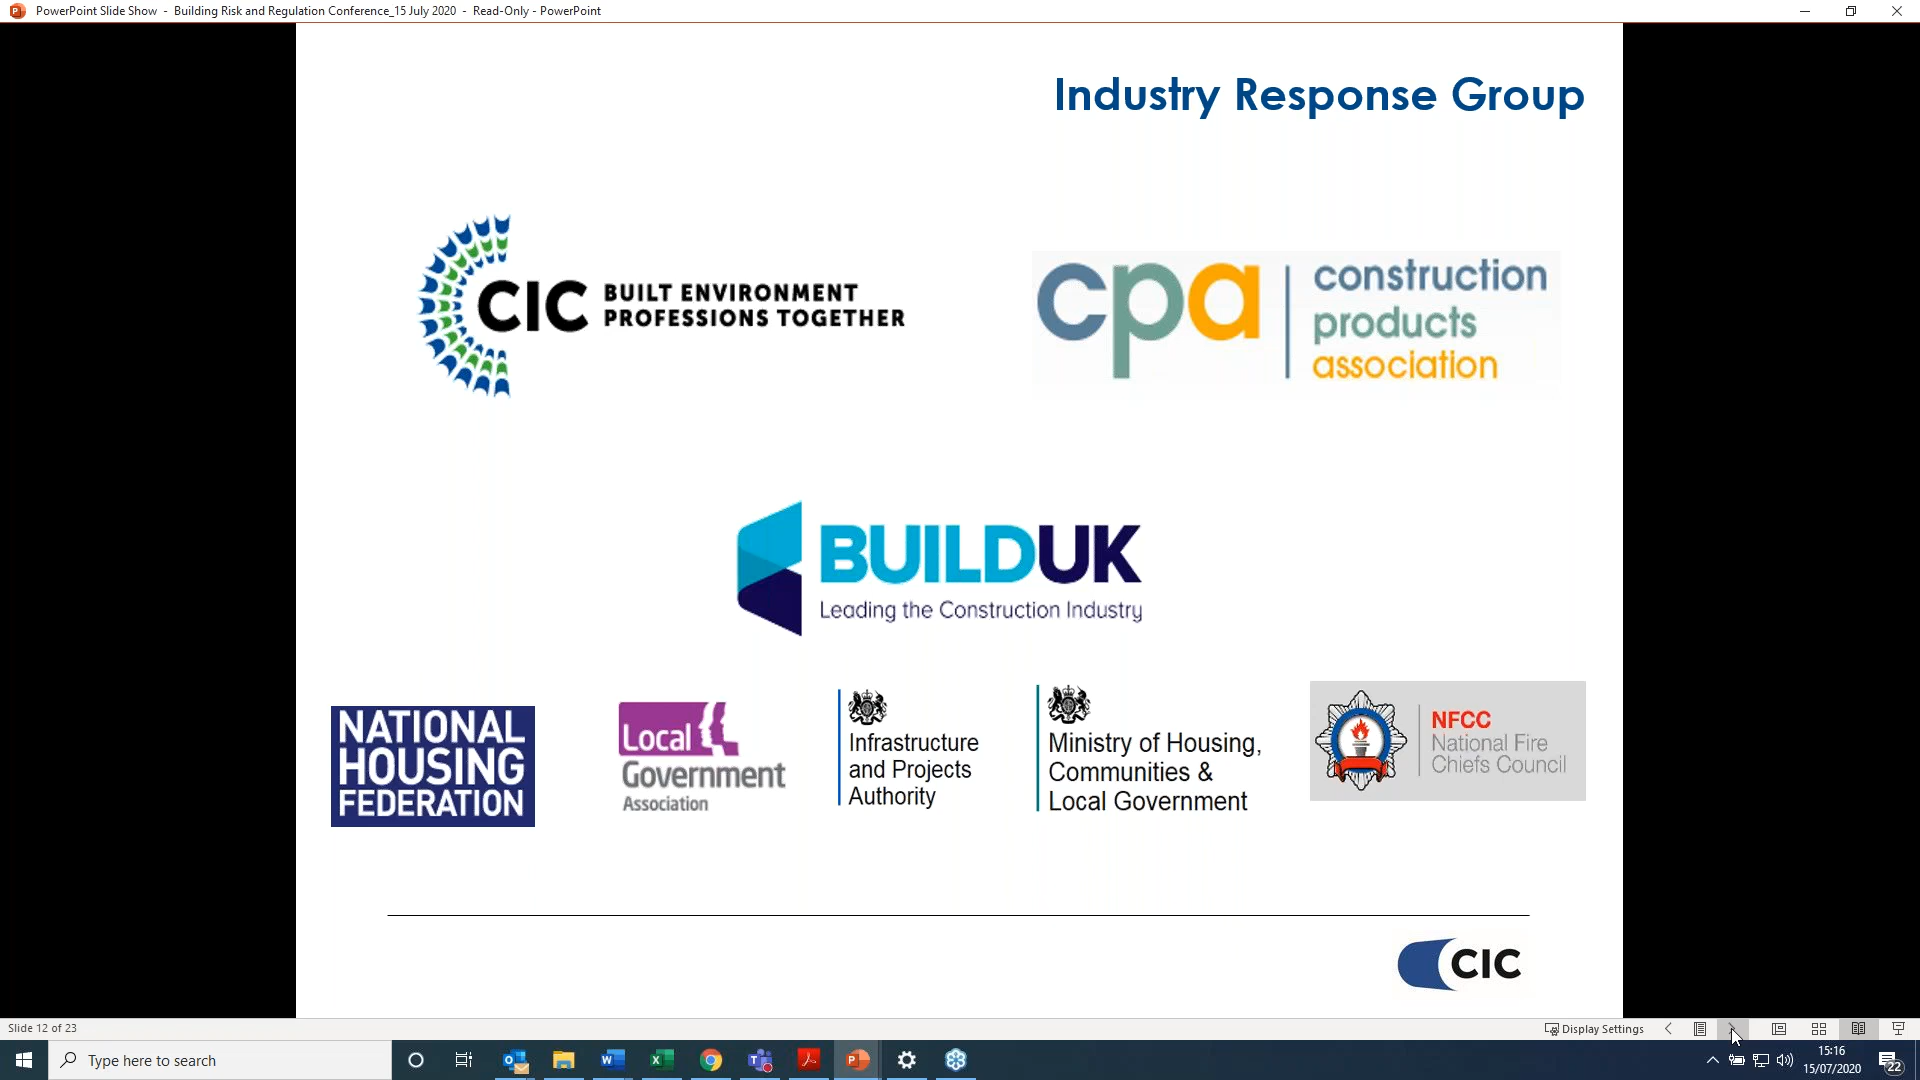 PowerPoint Slide Show - Building Risk and Regulation Conference_15 July 2020 - Read-Only - PowerPoint
Industry Response Group
CIC BUILT ENVIRONMENT
PROFESSIONS TOGETHER
cpa construction
products
association
BUILDUK
Leading the Construction Industry
NATIONAL
HOUSING
FEDERATION
Local
Government
Association
Infrastructure
and Projects
Authority
Ministry of Housing,
Communities &
Local Government
NFCC
National Fire
Chiefs Council
CIC
Slide 12 of 23
Display Settings
Type here to search
15:16
15/07/2020
22